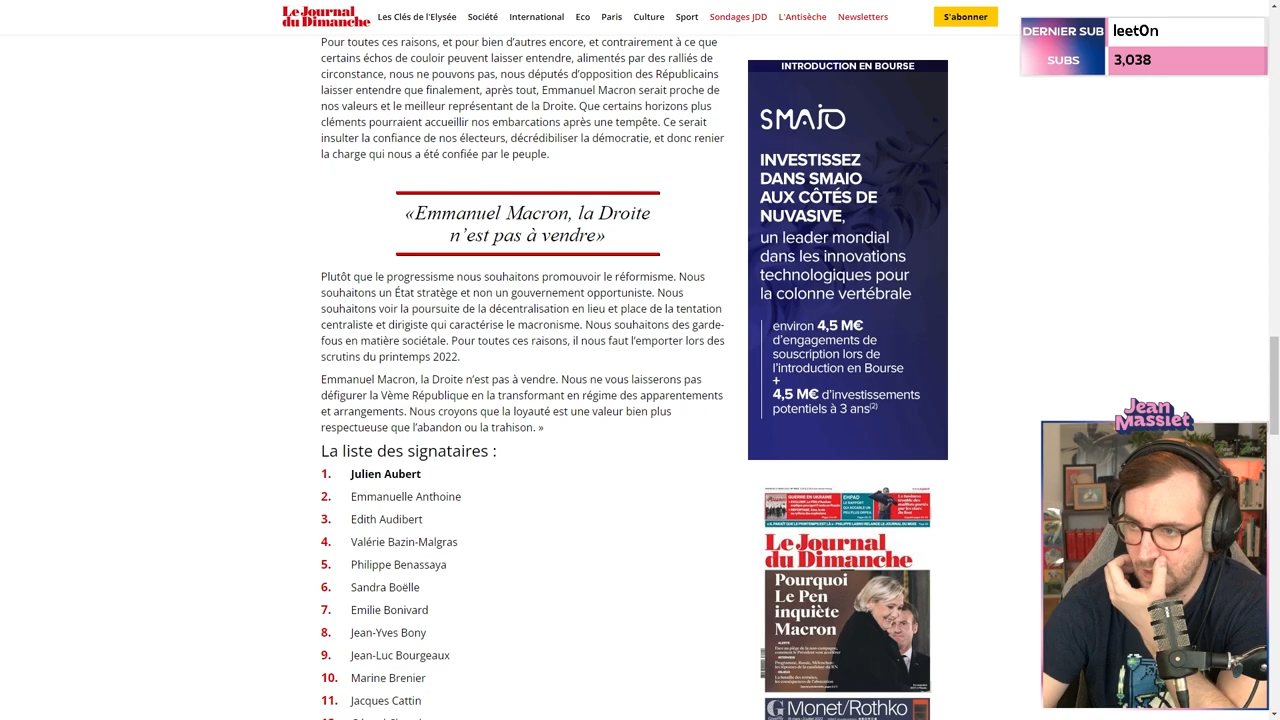 Le Journal
du Dimanche
Les Clés de l'Elysée Société International Eco Paris Culture Sport Sondages JDD L'Antisèche Newsletters
S'abonner
Pour toutes ces raisons, et pour bien d'autres encore, et contrairement à ce que
certains échos de couloir peuvent laisser entendre, alimentés par des ralliés de
circonstance, nous ne pouvons pas, nous députés d'opposition des Républicains
laisser entendre que finalement, après tout, Emmanuel Macron serait proche de
nos valeurs et le meilleur représentant de la Droite. Que certains horizons plus
cléments pourraient accueillir nos embarcations après une tempête. Ce serait
insulter la confiance de nos électeurs, décrédibiliser la démocratie, et donc renier
la charge qui nous a été confiée par le peuple.
«Emmanuel Macron, la Droite
n'est pas à vendre»
Plutôt que le progressisme nous souhaitons promouvoir le réformisme. Nous
souhaitons un État stratège et non un gouvernement opportuniste. Nous
souhaitons voir la poursuite de la décentralisation en lieu et place de la tentation
centraliste et dirigiste qui caractérise le macronisme. Nous souhaitons des garde-
fous en matière sociétale. Pour toutes ces raisons, il nous faut l'emporter lors des
scrutins du printemps 2022.
Emmanuel Macron, la Droite n'est pas à vendre. Nous ne vous laisserons pas
défigurer la Vème République en la transformant en régime des apparentements
et arrangements. Nous croyons que la loyauté est une valeur bien plus
respectueuse que l'abandon ou la trahison. »
La liste des signataires :
1. Julien Aubert
2. Emmanuelle Anthoine
3. Edith Audibert
4. Valérie Bazin-Malgras
5. Philippe Benassaya
6. Sandra Boëlle
7. Emilie Bonivard
8. Jean-Yves Bony
9. Jean-Luc Bourgeaux
10. Marine Brenier
11. Jacques Cattin
INTRODUCTION EN BOURSE
SMAIO
INVESTISSEZ
DANS SMAIO
AUX CÔTÉS DE
NUVASIVE,
un leader mondial
dans les innovations
technologiques pour
la colonne vertébrale
environ 4,5 M€
d'engagements de
souscription lors de
l'introduction en Bourse
+
4,5 M€ d'investissements
potentiels à 3 ans(2)
GUERRE EN UKRAINE
EHPAD
Le Journal
du Dimanche
Pourquoi
Le Pen
inquiète
Macron
Monet/Rothko
DERNIER SUB leet0n
SUBS 3,038
Jean
Massiet